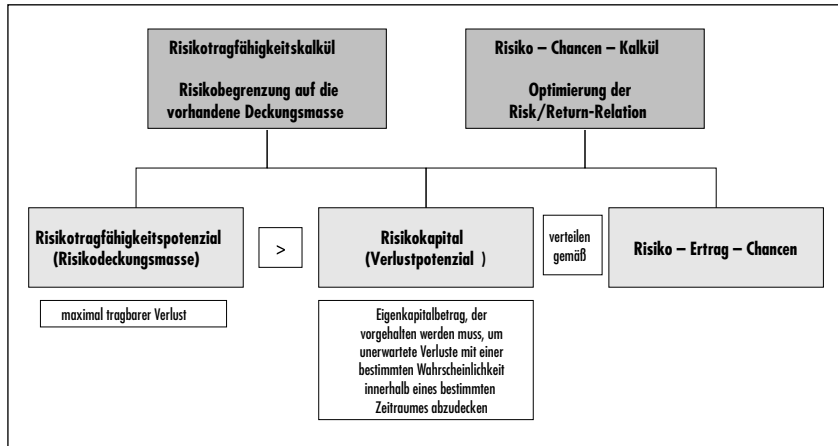 Risikotragfähigkeitskalkül
Risikobegrenzung auf die
vorhandene Deckungsmasse
Risiko – Chancen – Kalkül
Optimierung der
Risk/Return-Relation
Risikotragfähigkeitspotenzial
(Risikodeckungsmasse)
>
Risikokapital
(Verlustpotenzial )
verteilen
gemäß
Risiko – Ertrag – Chancen
maximal tragbarer Verlust
Eigenkapitalbetrag, der
vorgehalten werden muss, um
unerwartete Verluste mit einer
bestimmten Wahrscheinlichkeit
innerhalb eines bestimmten
Zeitraumes abzudecken